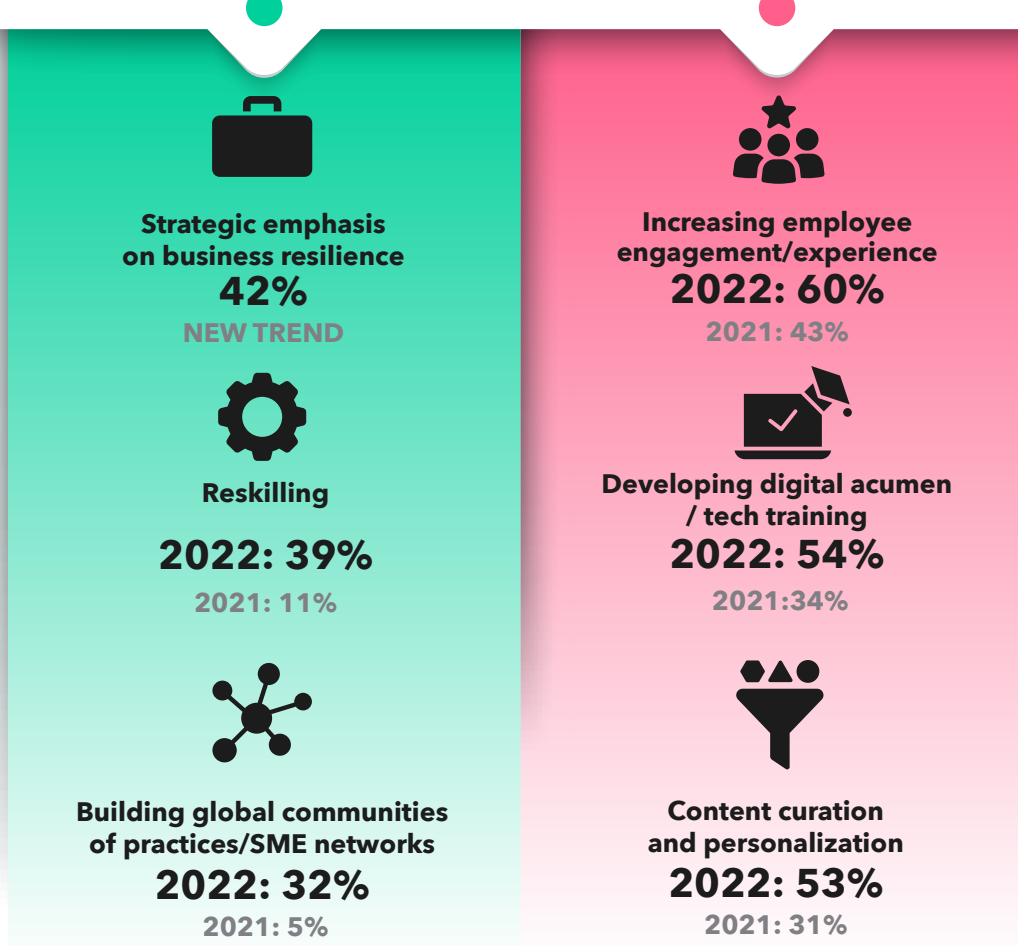 Strategic emphasis
on business resilience
42%
NEW TREND
Reskilling
2022: 39%
2021: 11%
Building global communities
of practices/SME networks
2022: 32%
2021: 5%
Increasing employee
engagement/experience
2022: 60%
2021: 43%
Developing digital acumen
/ tech training
2022: 54%
2021:34%
Content curation
and personalization
2022: 53%
2021: 31%